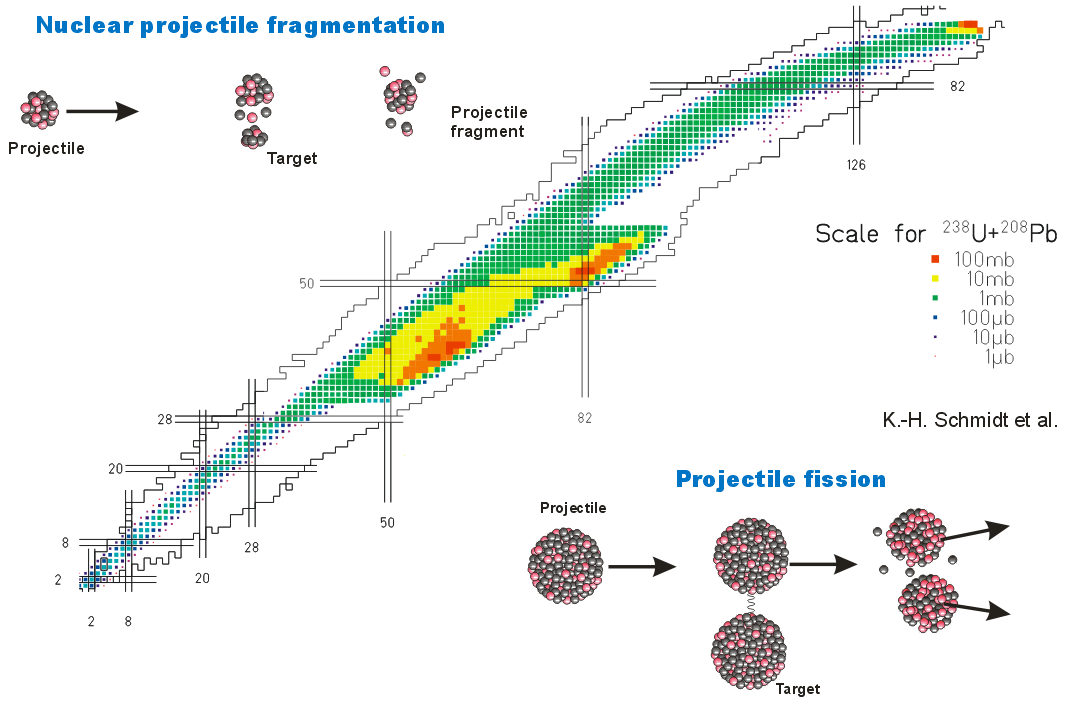 Nuclear projectile fragmentation
Projectile
Target
Projectile
fragment
82
126
Scale for ²³⁸U+²⁰⁸Pb
100mb
10mb
1mb
100μb
10μb
1μb
50
82
28
K.-H. Schmidt et al.
20
Projectile fission
Projectile
50
28
8
20
2
2
8
Target